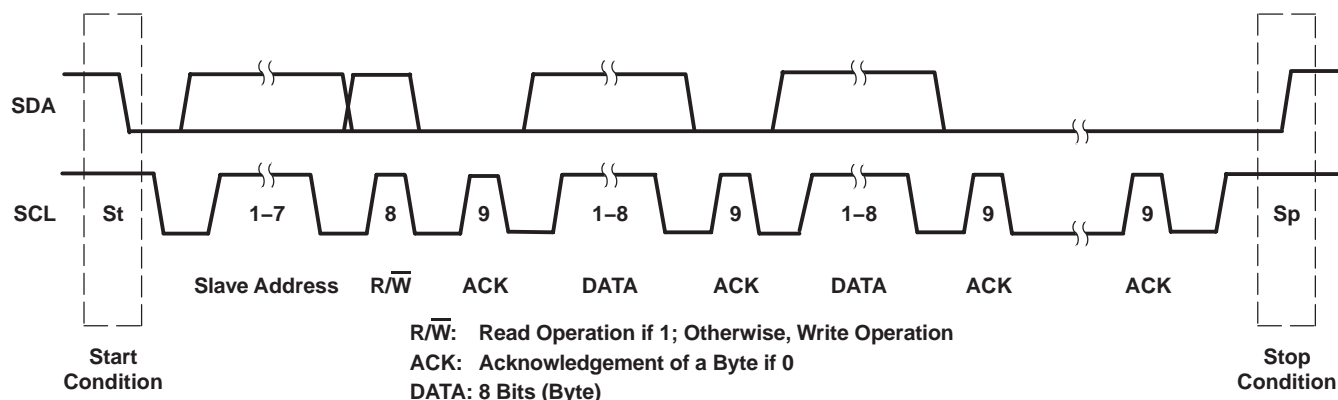 SDA
SCL
St
1–7
8
9
1–8
9
1–8
9
9
Sp
Slave Address
R/W̅
ACK
DATA
ACK
DATA
ACK
ACK
R/W̅: Read Operation if 1; Otherwise, Write Operation
ACK: Acknowledgement of a Byte if 0
DATA: 8 Bits (Byte)
Start
Condition
Stop
Condition